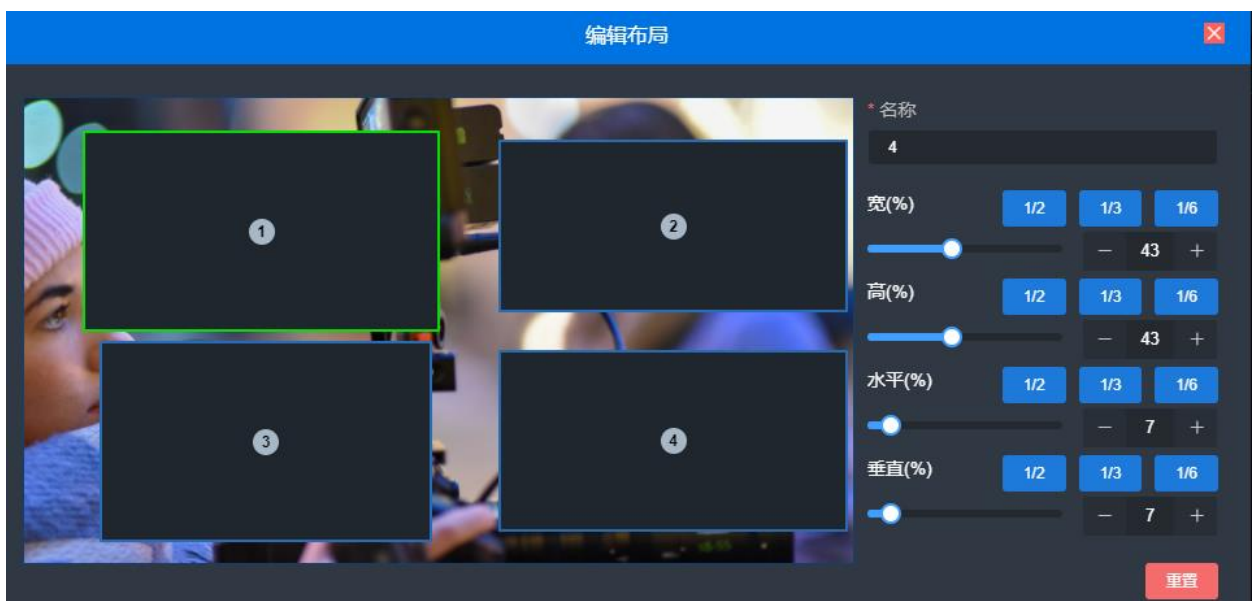 编辑布局
* 名称
4
宽(%) 1/2 1/3 1/6
43
高(%) 1/2 1/3 1/6
43
水平(%) 1/2 1/3 1/6
7
垂直(%) 1/2 1/3 1/6
7
重置
1
2
3
4